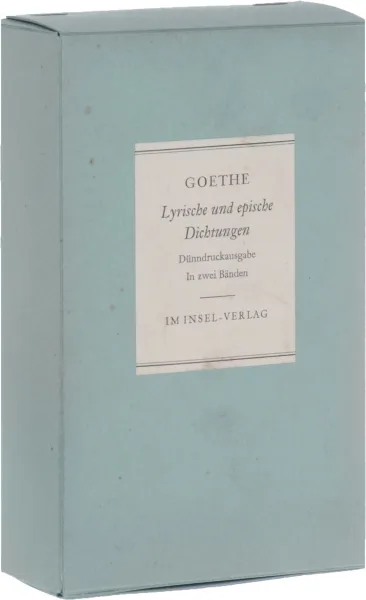 GOETHE
Lyrische und epische
Dichtungen
Dünndruckausgabe
In zwei Bänden
IM INSEL-VERLAG